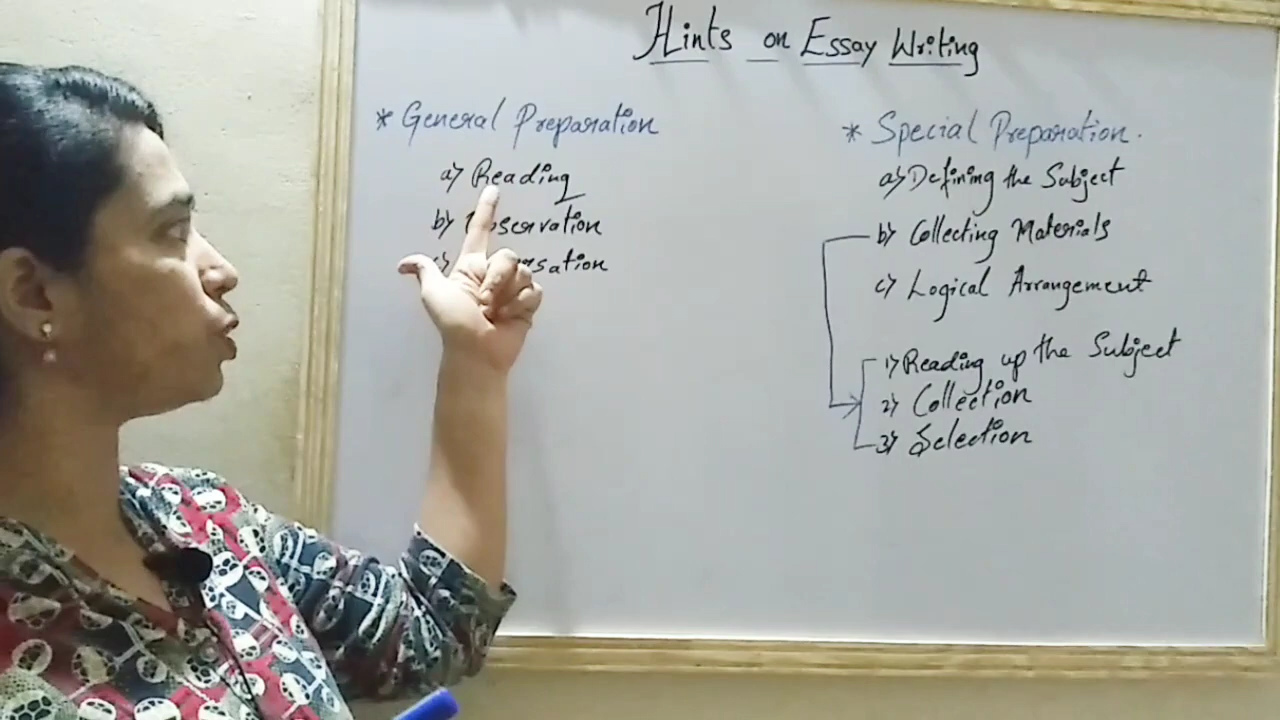 Hints on Essay Writing
* General Preparation
a) Reading
b)
c)
* Special Preparation.
a) Defining the Subject
b) Collecting Materials
c) Logical Arrangement
1) Reading up the Subject
2) Collection
3) Selection